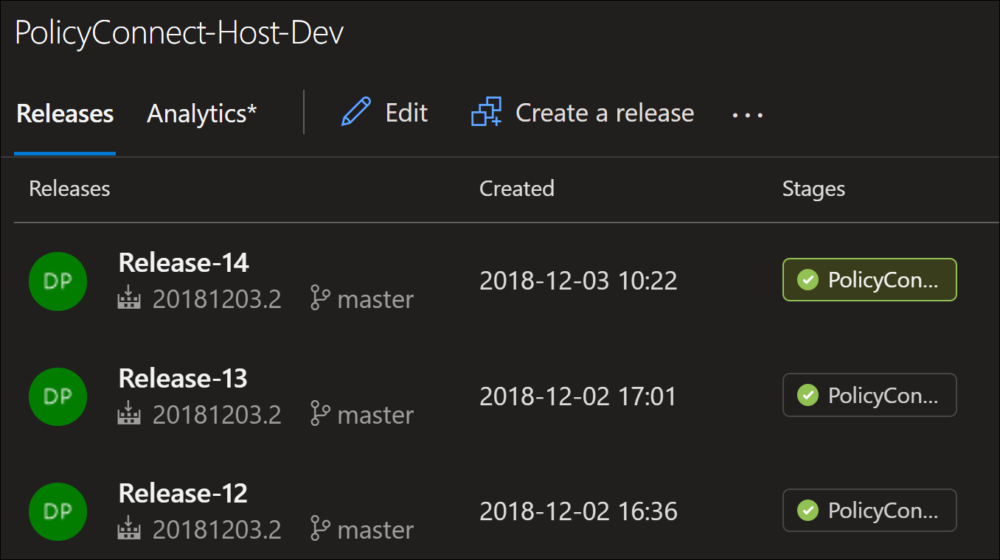 PolicyConnect-Host-Dev
Releases Analytics* Edit Create a release ...
Releases Created Stages
DP Release-14 2018-12-03 10:22 PolicyCon...
20181203.2 master
DP Release-13 2018-12-02 17:01 PolicyCon...
20181203.2 master
DP Release-12 2018-12-02 16:36 PolicyCon...
20181203.2 master